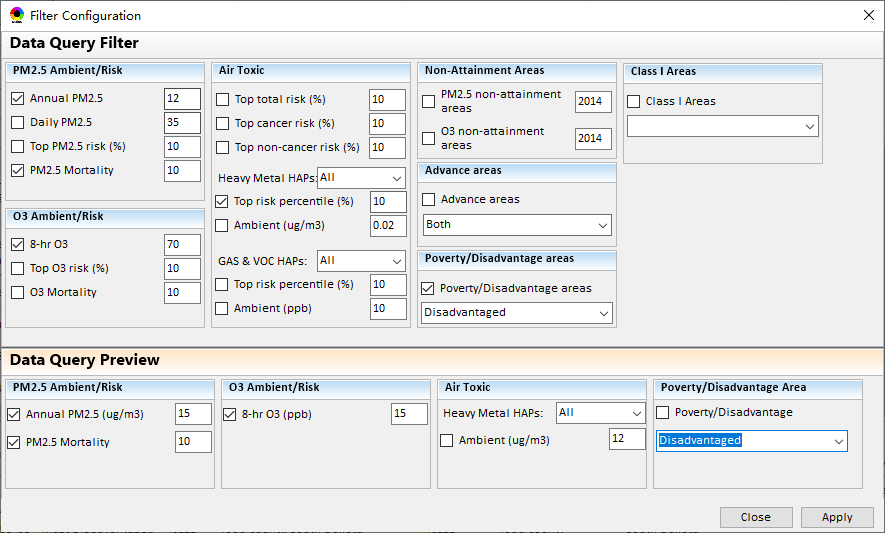 Filter Configuration
Data Query Filter
PM2.5 Ambient/Risk
Annual PM2.5 12
Daily PM2.5 35
Top PM2.5 risk (%) 10
PM2.5 Mortality 10
O3 Ambient/Risk
8-hr O3 70
Top O3 risk (%) 10
O3 Mortality 10
Air Toxic
Top total risk (%) 10
Top cancer risk (%) 10
Top non-cancer risk (%) 10
Heavy Metal HAPs: All
Top risk percentile (%) 10
Ambient (ug/m3) 0.02
GAS & VOC HAPs: All
Top risk percentile (%) 10
Ambient (ppb) 10
Non-Attainment Areas
PM2.5 non-attainment
areas 2014
O3 non-attainment
areas 2014
Advance areas
Advance areas
Both
Poverty/Disadvantage areas
Poverty/Disadvantage areas
Disadvantaged
Class I Areas
Class I Areas
Data Query Preview
PM2.5 Ambient/Risk
Annual PM2.5 (ug/m3) 15
PM2.5 Mortality 10
O3 Ambient/Risk
8-hr O3 (ppb) 15
Air Toxic
Heavy Metal HAPs: All
Ambient (ug/m3) 12
Poverty/Disadvantage Area
Poverty/Disadvantage
Disadvantaged
Close Apply